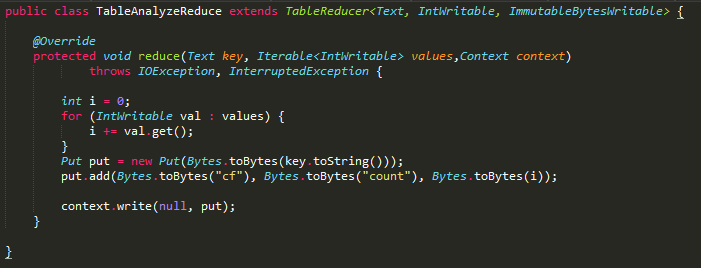 public class TableAnalyzeReduce extends TableReducer<Text, IntWritable, ImmutableBytesWritable> {
@Override
protected void reduce(Text key, Iterable<IntWritable> values,Context context)
throws IOException, InterruptedException {
int i = 0;
for (IntWritable val : values) {
i += val.get();
}
Put put = new Put(Bytes.toBytes(key.toString()));
put.add(Bytes.toBytes("cf"), Bytes.toBytes("count"), Bytes.toBytes(i));
context.write(null, put);
}
}